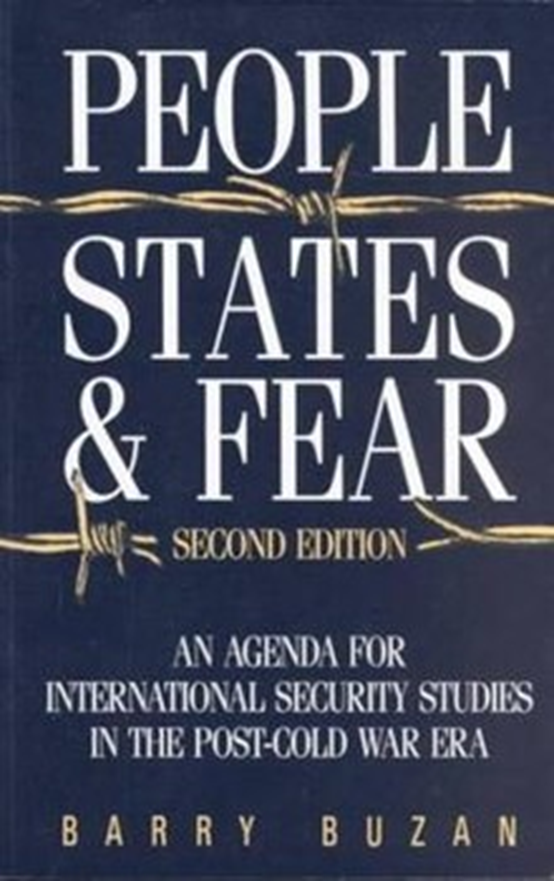 PEOPLE
STATES
& FEAR
SECOND EDITION
AN AGENDA FOR
INTERNATIONAL SECURITY STUDIES
IN THE POST-COLD WAR ERA
BARRY BUZAN